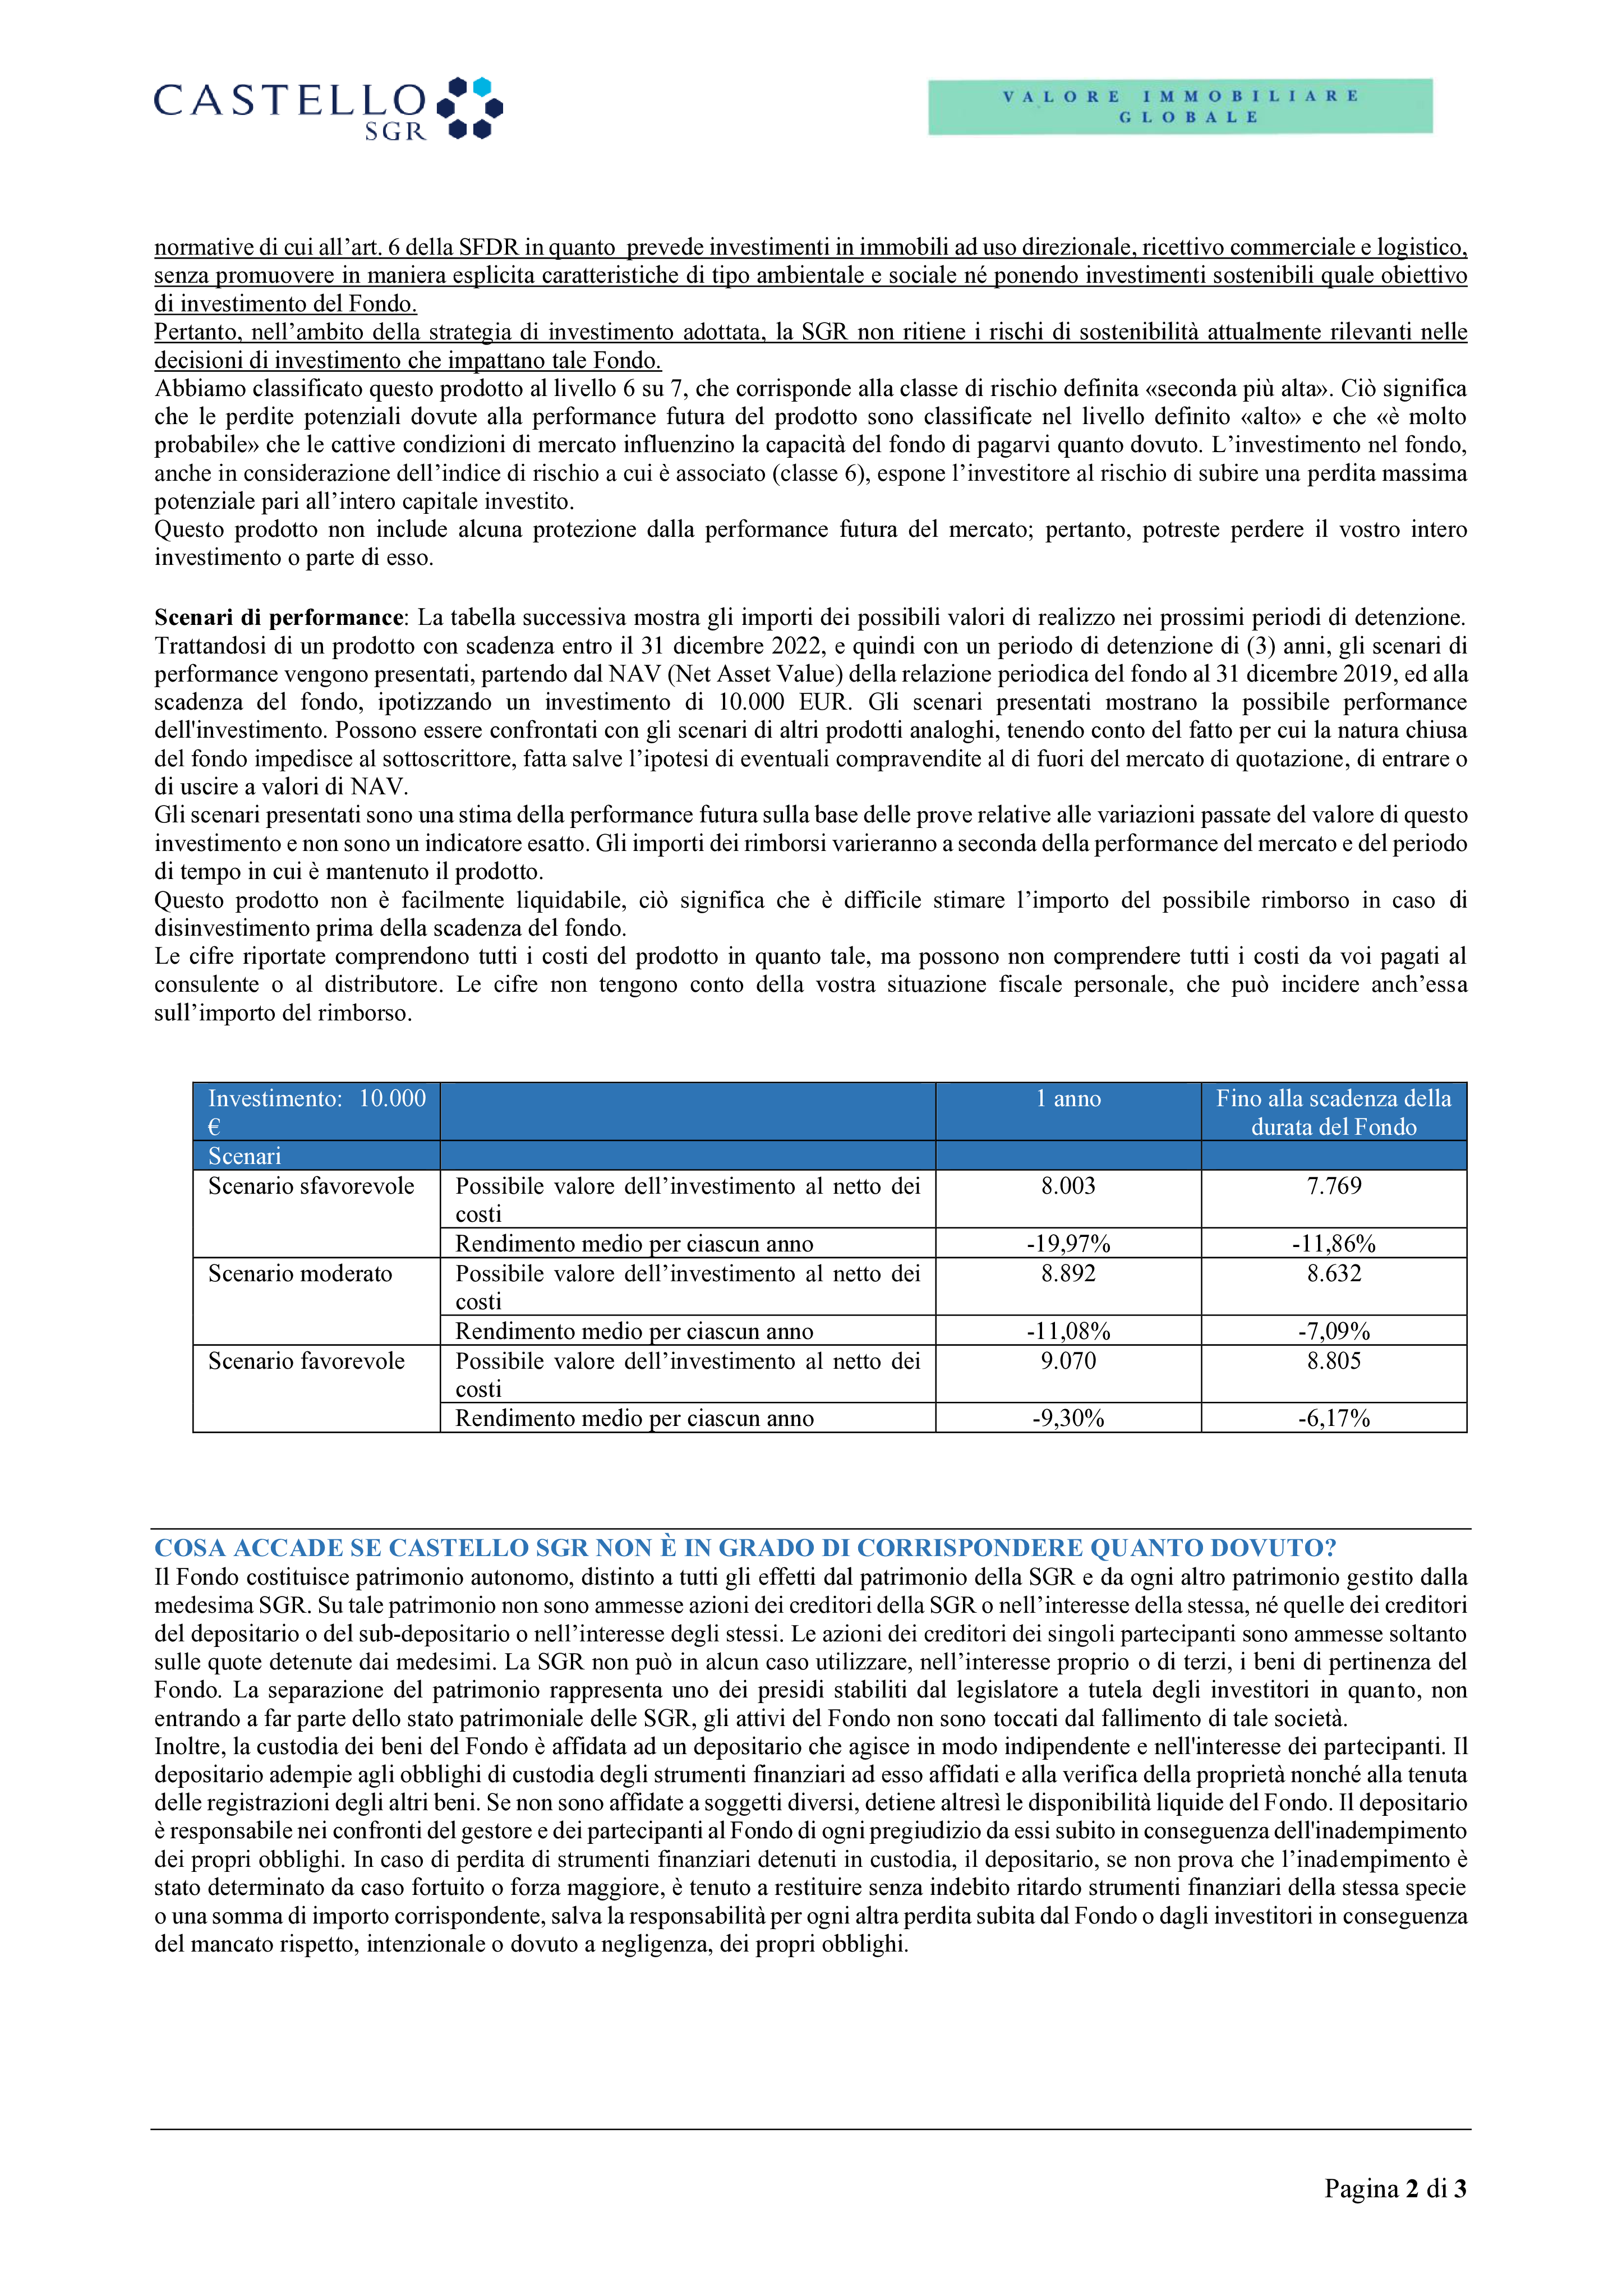 CASTELLO
SGR
VALORE IMMOBILIARE
GLOBALE
normative di cui all’art. 6 della SFDR in quanto prevede investimenti in immobili ad uso direzionale, ricettivo commerciale e logistico,
senza promuovere in maniera esplicita caratteristiche di tipo ambientale e sociale né ponendo investimenti sostenibili quale obiettivo
di investimento del Fondo.
Pertanto, nell’ambito della strategia di investimento adottata, la SGR non ritiene i rischi di sostenibilità attualmente rilevanti nelle
decisioni di investimento che impattano tale Fondo.
Abbiamo classificato questo prodotto al livello 6 su 7, che corrisponde alla classe di rischio definita «seconda più alta». Ciò significa
che le perdite potenziali dovute alla performance futura del prodotto sono classificate nel livello definito «alto» e che «è molto
probabile» che le cattive condizioni di mercato influenzino la capacità del fondo di pagarvi quanto dovuto. L’investimento nel fondo,
anche in considerazione dell’indice di rischio a cui è associato (classe 6), espone l’investitore al rischio di subire una perdita massima
potenziale pari all’intero capitale investito.
Questo prodotto non include alcuna protezione dalla performance futura del mercato; pertanto, potreste perdere il vostro intero
investimento o parte di esso.
Scenari di performance: La tabella successiva mostra gli importi dei possibili valori di realizzo nei prossimi periodi di detenzione.
Trattandosi di un prodotto con scadenza entro il 31 dicembre 2022, e quindi con un periodo di detenzione di (3) anni, gli scenari di
performance vengono presentati, partendo dal NAV (Net Asset Value) della relazione periodica del fondo al 31 dicembre 2019, ed alla
scadenza del fondo, ipotizzando un investimento di 10.000 EUR. Gli scenari presentati mostrano la possibile performance
dell'investimento. Possono essere confrontati con gli scenari di altri prodotti analoghi, tenendo conto del fatto per cui la natura chiusa
del fondo impedisce al sottoscrittore, fatta salve l’ipotesi di eventuali compravendite al di fuori del mercato di quotazione, di entrare o
di uscire a valori di NAV.
Gli scenari presentati sono una stima della performance futura sulla base delle prove relative alle variazioni passate del valore di questo
investimento e non sono un indicatore esatto. Gli importi dei rimborsi varieranno a seconda della performance del mercato e del periodo
di tempo in cui è mantenuto il prodotto.
Questo prodotto non è facilmente liquidabile, ciò significa che è difficile stimare l’importo del possibile rimborso in caso di
disinvestimento prima della scadenza del fondo.
Le cifre riportate comprendono tutti i costi del prodotto in quanto tale, ma possono non comprendere tutti i costi da voi pagati al
consulente o al distributore. Le cifre non tengono conto della vostra situazione fiscale personale, che può incidere anch’essa
sull’importo del rimborso.
Investimento: 10.000 € 1 anno Fino alla scadenza della
durata del Fondo
Scenari
Scenario sfavorevole Possibile valore dell’investimento al netto dei 8.003 7.769
costi
Rendimento medio per ciascun anno -19,97% -11,86%
Scenario moderato Possibile valore dell’investimento al netto dei 8.892 8.632
costi
Rendimento medio per ciascun anno -11,08% -7,09%
Scenario favorevole Possibile valore dell’investimento al netto dei 9.070 8.805
costi
Rendimento medio per ciascun anno -9,30% -6,17%
COSA ACCADE SE CASTELLO SGR NON È IN GRADO DI CORRISPONDERE QUANTO DOVUTO?
Il Fondo costituisce patrimonio autonomo, distinto a tutti gli effetti dal patrimonio della SGR e da ogni altro patrimonio gestito dalla
medesima SGR. Su tale patrimonio non sono ammesse azioni dei creditori della SGR o nell’interesse della stessa, né quelle dei creditori
del depositario o del sub-depositario o nell’interesse degli stessi. Le azioni dei creditori dei singoli partecipanti sono ammesse soltanto
sulle quote detenute dai medesimi. La SGR non può in alcun caso utilizzare, nell’interesse proprio o di terzi, i beni di pertinenza del
Fondo. La separazione del patrimonio rappresenta uno dei presidi stabiliti dal legislatore a tutela degli investitori in quanto, non
entrando a far parte dello stato patrimoniale delle SGR, gli attivi del Fondo non sono toccati dal fallimento di tale società.
Inoltre, la custodia dei beni del Fondo è affidata ad un depositario che agisce in modo indipendente e nell'interesse dei partecipanti. Il
depositario adempie agli obblighi di custodia degli strumenti finanziari ad esso affidati e alla verifica della proprietà nonché alla tenuta
delle registrazioni degli altri beni. Se non sono affidate a soggetti diversi, detiene altresì le disponibilità liquide del Fondo. Il depositario
è responsabile nei confronti del gestore e dei partecipanti al Fondo di ogni pregiudizio da essi subito in conseguenza dell'inadempimento
dei propri obblighi. In caso di perdita di strumenti finanziari detenuti in custodia, il depositario, se non prova che l’inadempimento è
stato determinato da caso fortuito o forza maggiore, è tenuto a restituire senza indebito ritardo strumenti finanziari della stessa specie
o una somma di importo corrispondente, salva la responsabilità per ogni altra perdita subita dal Fondo o dagli investitori in conseguenza
del mancato rispetto, intenzionale o dovuto a negligenza, dei propri obblighi.
Pagina 2 di 3